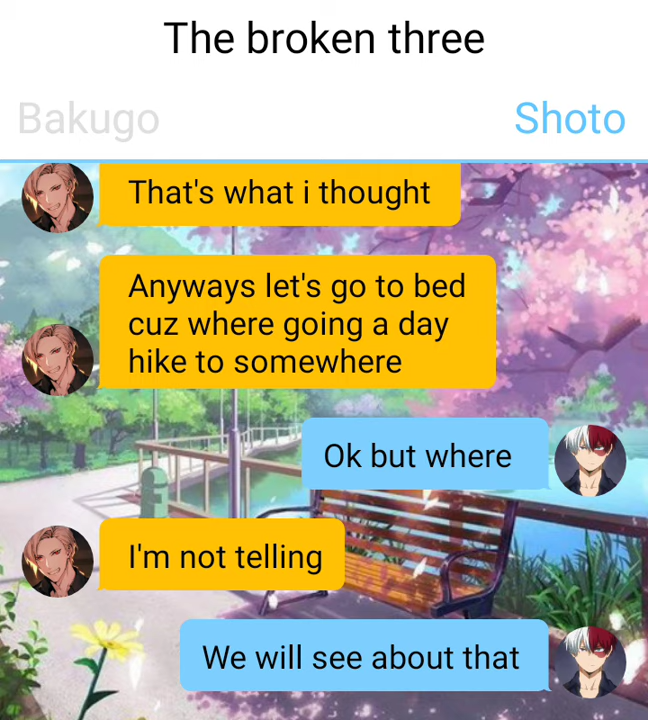 The broken three
Bakugo
Shoto
That's what i thought
Anyways let's go to bed
cuz where going a day
hike to somewhere
Ok but where
I'm not telling
We will see about that